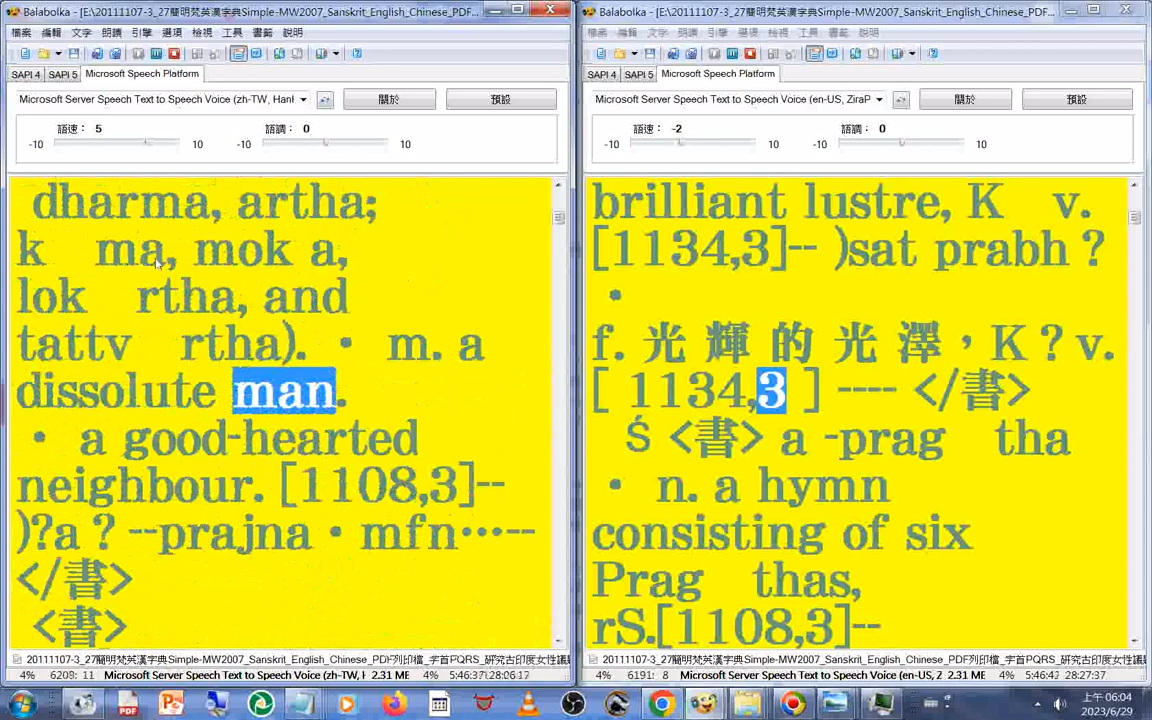 Balabolka - [E:\20111107-3_27簡明梵英漢字典Simple-MW2007_Sanskrit_English_Chinese_PDF...
檔案 編輯 文字 朗讀 引擎 選項 檢視 工具 書籤 說明
SAPI 4 SAPI 5 Microsoft Speech Platform
Microsoft Server Speech Text to Speech Voice (zh-TW, Han 關於 預設
語速： 5 語調： 0
-10 10 -10 10
dharma, artha;
k ma, mok a,
lok rtha, and
tattv rtha). • m. a
dissolute man.
• a good-hearted
neighbour. [1108,3]--
)?a ? --prajna • mfn…--
</書>
<書>
20111107-3_27簡明梵英漢字典Simple-MW2007_Sanskrit_English_Chinese_PDF列印檔_字首PQRS_研究古印度女性議
4% 6209: 11 Microsoft Server Speech Text to Speech Voice (zh-TW, H 2.31 ME 4% 5:46:37\28:06:17
Balabolka - [E:\20111107-3_27簡明梵英漢字典Simple-MW2007_Sanskrit_English_Chinese_PDF...
檔案 編輯 文字 朗讀 引擎 選項 檢視 工具 書籤 說明
SAPI 4 SAPI 5 Microsoft Speech Platform
Microsoft Server Speech Text to Speech Voice (en-US, ZiraP 關於 預設
語速： -2 語調： 0
-10 10 -10 10
brilliant lustre, K v.
[1134,3]-- )sat prabh ?
•
f. 光 輝 的 光 澤，K ? v.
[ 1134,3 ] ---- </書>
Ś <書> a -prag tha
• n. a hymn
consisting of six
Prag thas,
rS.[1108,3]--
20111107-3_27簡明梵英漢字典Simple-MW2007_Sanskrit_English_Chinese_PDF列印檔_字首PQRS_研究古印度女性議
4% 6191: 8 Microsoft Server Speech Text to Speech Voice (en-US, Z 2.31 ME 4% 5:46:42\28:27:37
上午 06:04
2023/6/29